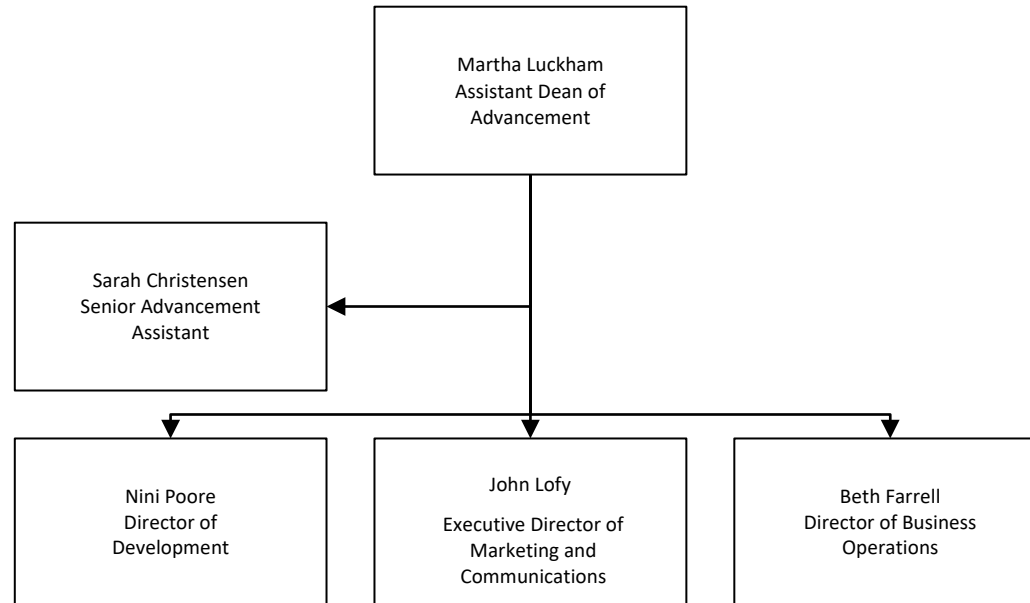 Martha Luckham
Assistant Dean of
Advancement
Sarah Christensen
Senior Advancement
Assistant
Nini Poore
Director of
Development
John Lofy
Executive Director of
Marketing and
Communications
Beth Farrell
Director of Business
Operations